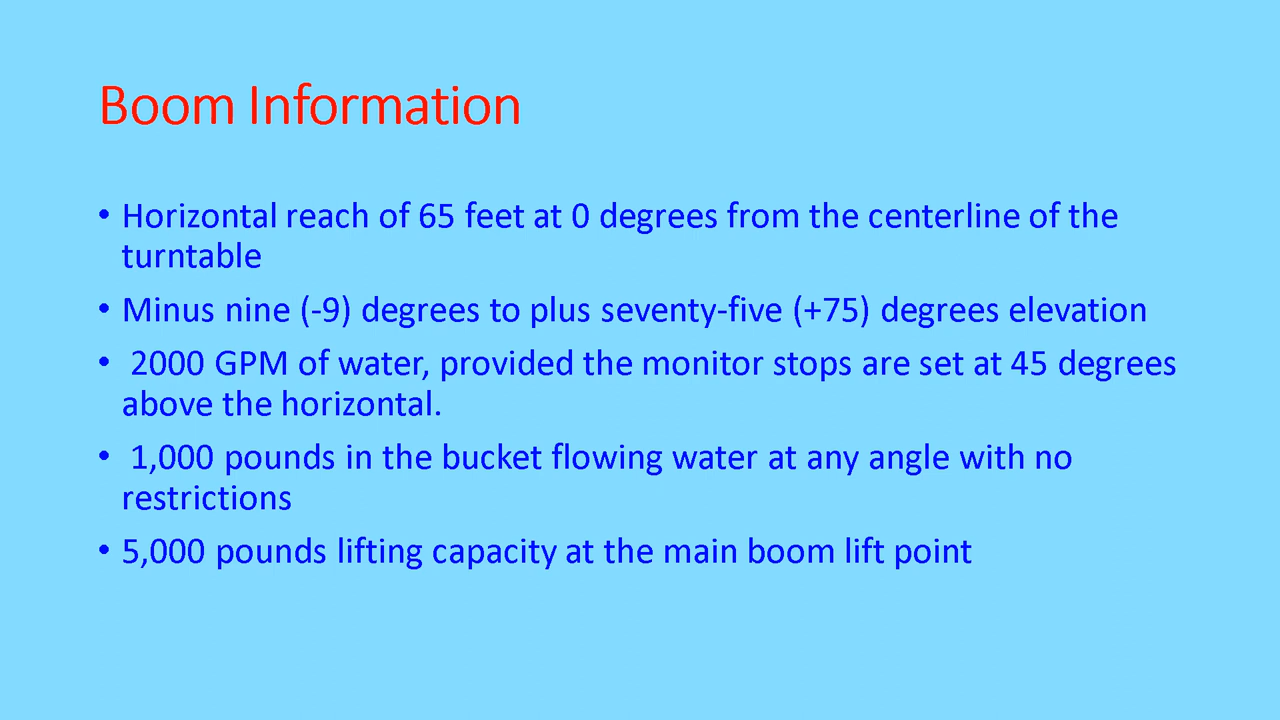 Boom Information
• Horizontal reach of 65 feet at 0 degrees from the centerline of the
turntable
• Minus nine (-9) degrees to plus seventy-five (+75) degrees elevation
• 2000 GPM of water, provided the monitor stops are set at 45 degrees
above the horizontal.
• 1,000 pounds in the bucket flowing water at any angle with no
restrictions
• 5,000 pounds lifting capacity at the main boom lift point